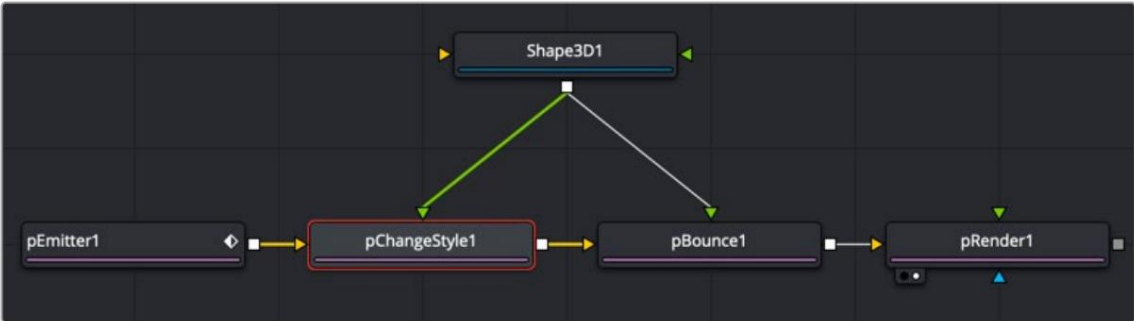 Shape3D1
pEmitter1
pChangeStyle1
pBounce1
pRender1